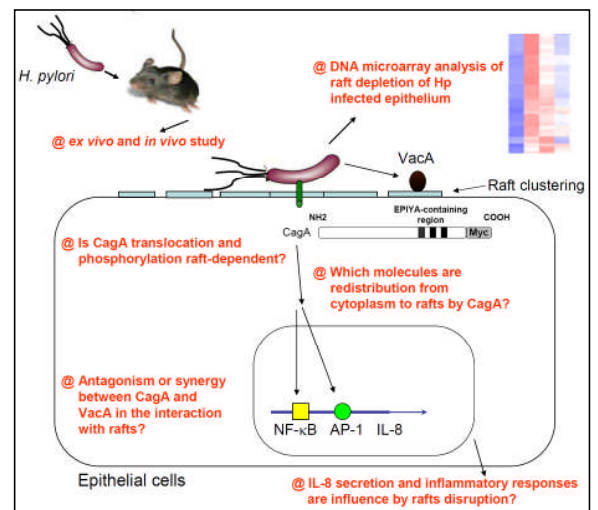 H. pylori
@ DNA microarray analysis of
raft depletion of Hp
infected epithelium
@ ex vivo and in vivo study
VacA
Raft clustering
NH2
EPIYA-containing
region
COOH
CagA
Myc
@ Is CagA translocation and
phosphorylation raft-dependent?
@ Which molecules are
redistribution from
cytoplasm to rafts by CagA?
@ Antagonism or synergy
between CagA and
VacA in the interaction
with rafts?
NF-κB AP-1 IL-8
Epithelial cells
@ IL-8 secretion and inflammatory responses
are influence by rafts disruption?